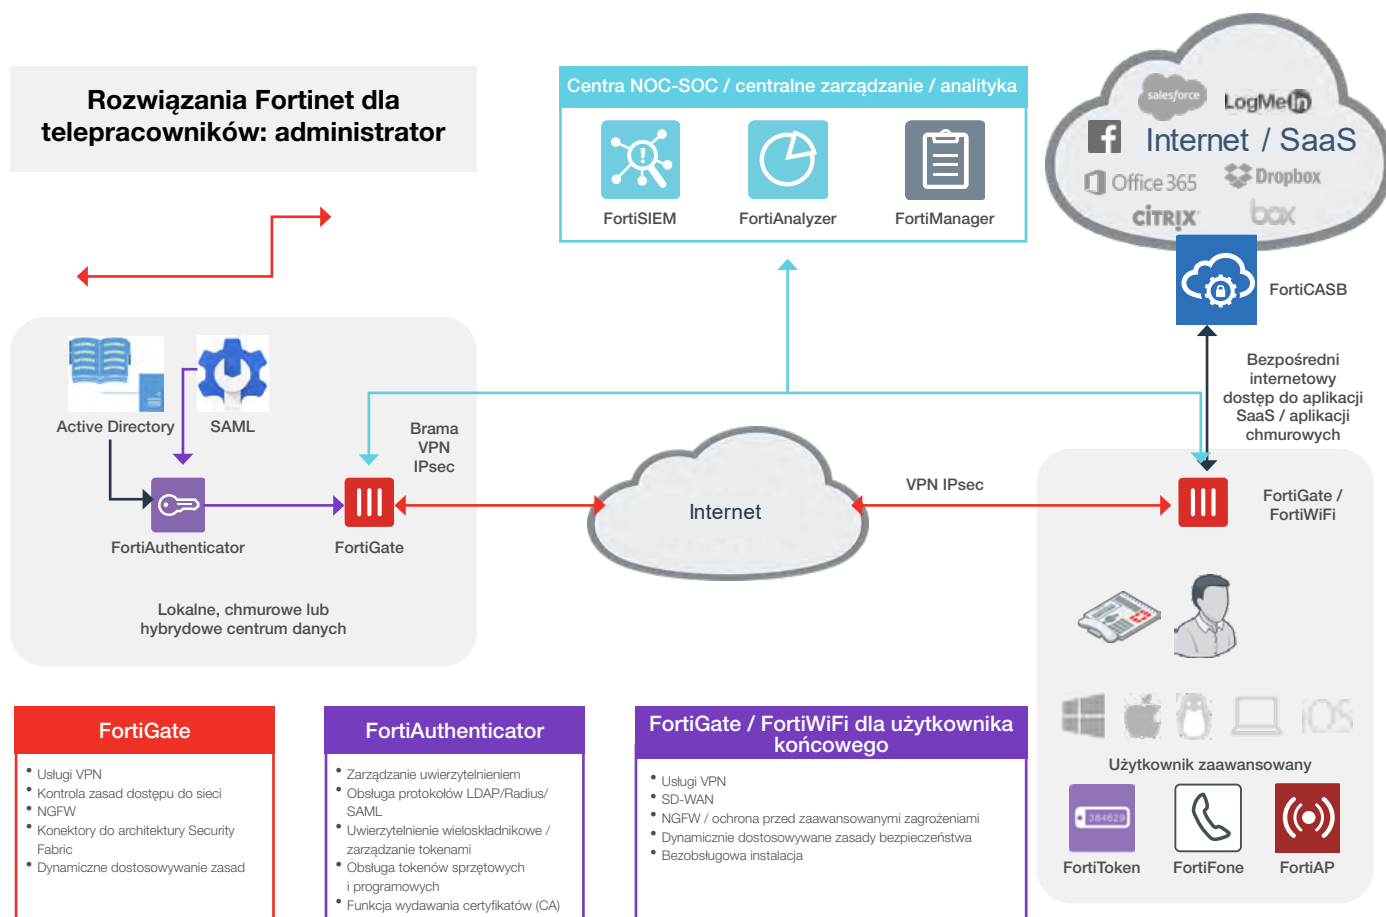 Rozwiązania Fortinet dla
telepracowników: administrator
Centra NOC-SOC / centralne zarządzanie / analityka
FortiSIEM
FortiAnalyzer
FortiManager
salesforce
LogMeIn
Internet / SaaS
Office 365
Dropbox
CITRIX
box
FortiCASB
Bezpośredni
internetowy
dostęp do aplikacji
SaaS / aplikacji
chmurowych
Active Directory
SAML
Brama
VPN
IPsec
FortiAuthenticator
FortiGate
Lokalne, chmurowe lub
hybrydowe centrum danych
Internet
VPN IPsec
FortiGate /
FortiWiFi
iOS
Użytkownik zaawansowany
384629
FortiToken
FortiFone
FortiAP
FortiGate
• Usługi VPN
• Kontrola zasad dostępu do sieci
• NGFW
• Konektory do architektury Security
Fabric
• Dynamiczne dostosowywanie zasad
FortiAuthenticator
• Zarządzanie uwierzytelnieniem
• Obsługa protokołów LDAP/Radius/
SAML
• Uwierzytelnienie wieloskładnikowe /
zarządzanie tokenami
• Obsługa tokenów sprzętowych
i programowych
• Funkcja wydawania certyfikatów (CA)
FortiGate / FortiWiFi dla użytkownika
końcowego
• Usługi VPN
• SD-WAN
• NGFW / ochrona przed zaawansowanymi zagrożeniami
• Dynamicznie dostosowywane zasady bezpieczeństwa
• Bezobsługowa instalacja